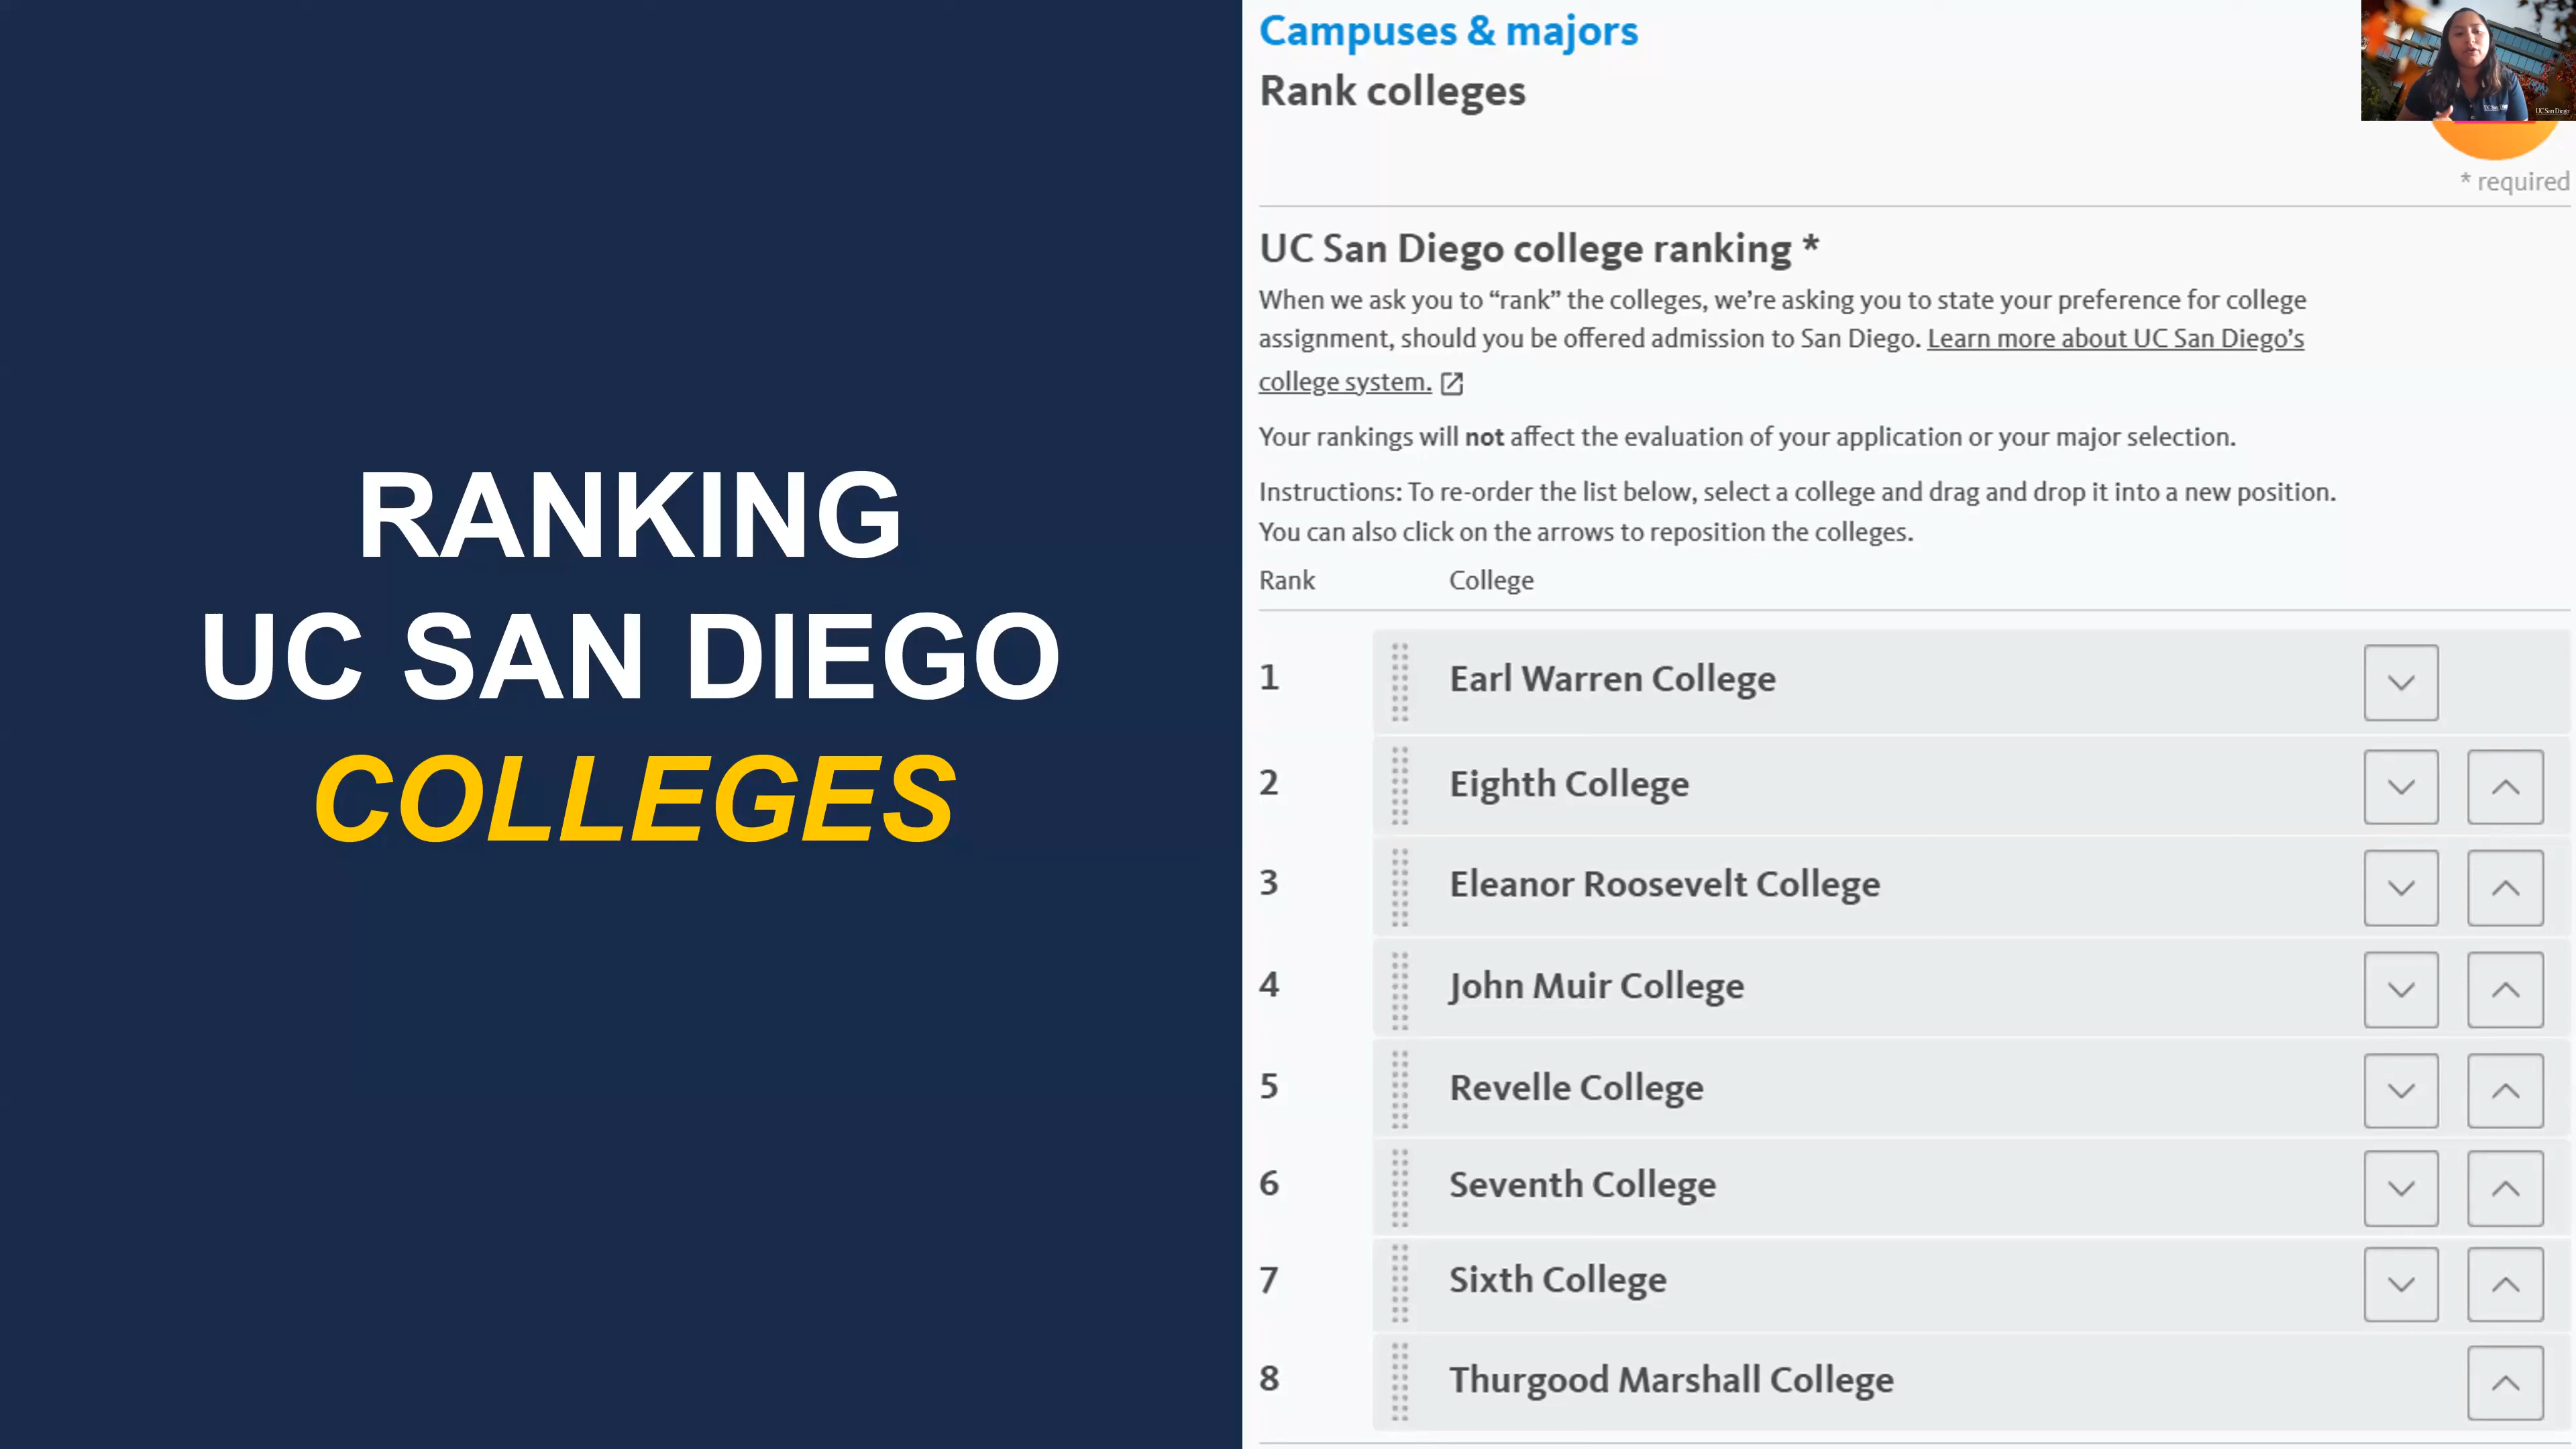 RANKING
UC SAN DIEGO
COLLEGES
Campuses & majors
Rank colleges
UC San Diego
* required
UC San Diego college ranking *
When we ask you to “rank” the colleges, we’re asking you to state your preference for college
assignment, should you be offered admission to San Diego. Learn more about UC San Diego’s
college system.
Your rankings will not affect the evaluation of your application or your major selection.
Instructions: To re-order the list below, select a college and drag and drop it into a new position.
You can also click on the arrows to reposition the colleges.
Rank College
1 Earl Warren College
2 Eighth College
3 Eleanor Roosevelt College
4 John Muir College
5 Revelle College
6 Seventh College
7 Sixth College
8 Thurgood Marshall College